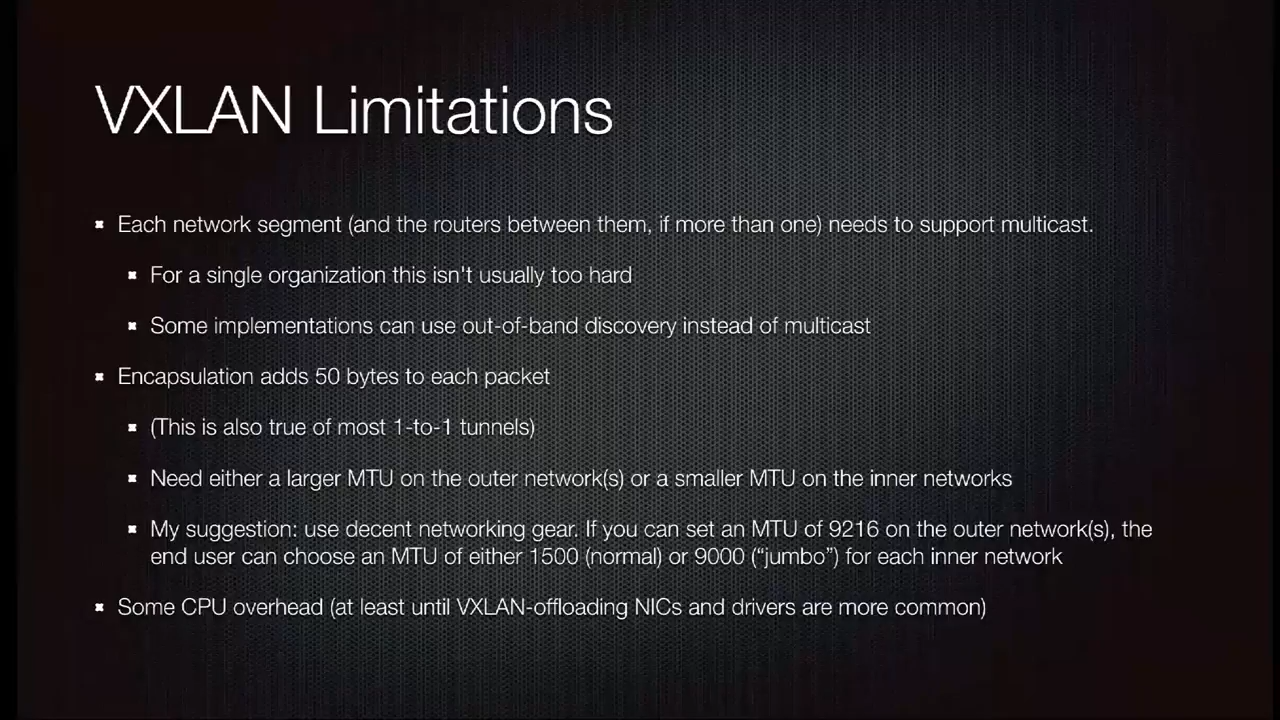 VXLAN Limitations
Each network segment (and the routers between them, if more than one) needs to support multicast.
For a single organization this isn't usually too hard
Some implementations can use out-of-band discovery instead of multicast
Encapsulation adds 50 bytes to each packet
(This is also true of most 1-to-1 tunnels)
Need either a larger MTU on the outer network(s) or a smaller MTU on the inner networks
My suggestion: use decent networking gear. If you can set an MTU of 9216 on the outer network(s), the
end user can choose an MTU of either 1500 (normal) or 9000 (“jumbo”) for each inner network
Some CPU overhead (at least until VXLAN-offloading NICs and drivers are more common)